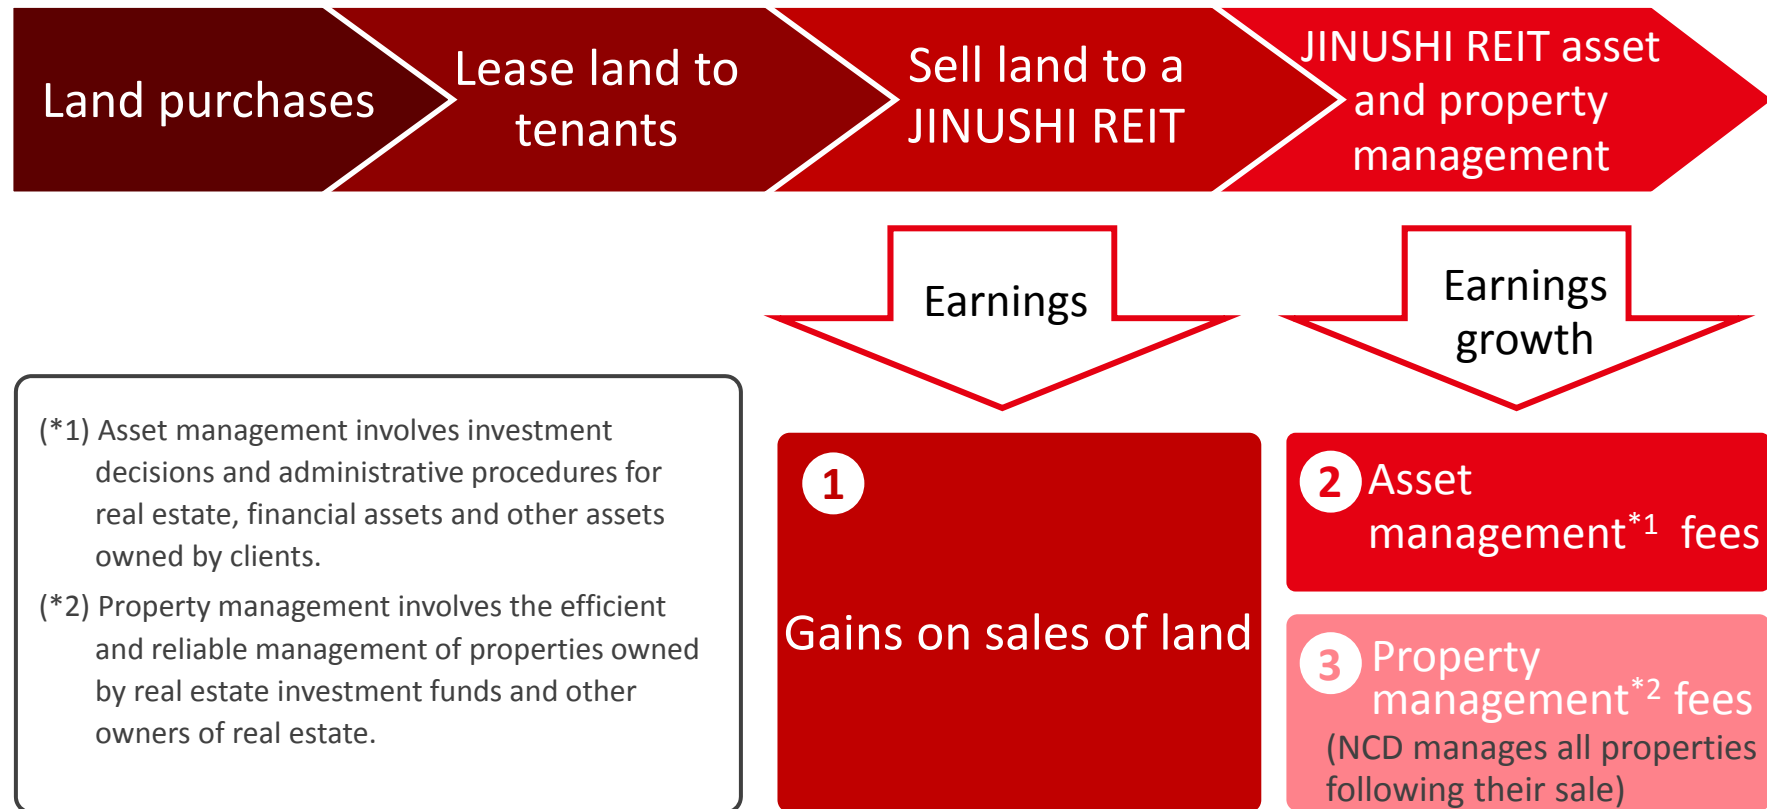 Land purchases
Lease land to
tenants
Sell land to a
JINUSHI REIT
JINUSHI REIT asset
and property
management
Earnings
Earnings
growth
(*1) Asset management involves investment
decisions and administrative procedures for
real estate, financial assets and other assets
owned by clients.
(*2) Property management involves the efficient
and reliable management of properties owned
by real estate investment funds and other
owners of real estate.
1
Gains on sales of land
2 Asset
management*1 fees
3 Property
management*2 fees
(NCD manages all properties
following their sale)